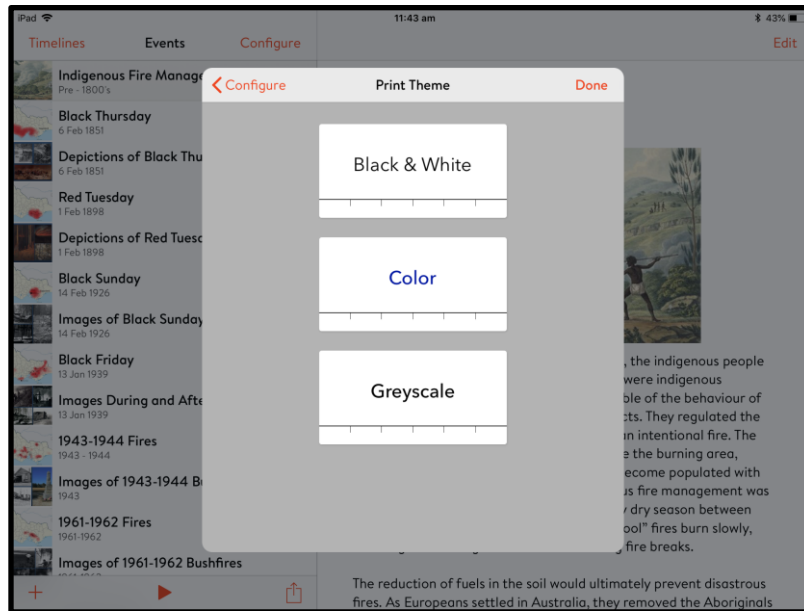 iPad 11:43 am 43%
Timelines Events Configure Edit
Configure Print Theme Done
Black & White
Color
Greyscale
Indigenous Fire Manage
Pre - 1800's
Black Thursday
6 Feb 1851
Depictions of Black Thu
6 Feb 1851
Red Tuesday
1 Feb 1898
Depictions of Red Tuesd
1 Feb 1898
Black Sunday
14 Feb 1926
Images of Black Sunday
14 Feb 1926
Black Friday
13 Jan 1939
Images During and Afte
13 Jan 1939
1943-1944 Fires
1943 - 1944
Images of 1943-1944 B
1943
1961-1962 Fires
1961-1962
Images of 1961-1962 Bushfires
, the indigenous people
were indigenous
ble of the behaviour of
cts. They regulated the
an intentional fire. The
e the burning area,
ecome populated with
us fire management was
dry season between
ool" fires burn slowly,
fire breaks.
The reduction of fuels in the soil would ultimately prevent disastrous
fires. As Europeans settled in Australia, they removed the Aboriginals